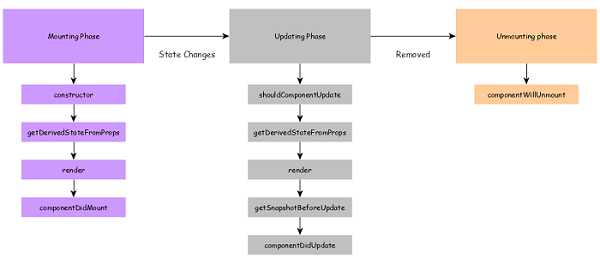 Mounting Phase
State Changes
Updating Phase
Removed
Unmounting phase
constructor
getDerivedStateFromProps
render
componentDidMount
shouldComponentUpdate
getDerivedStateFromProps
render
getSnapshotBeforeUpdate
componentDidUpdate
componentWillUnmount